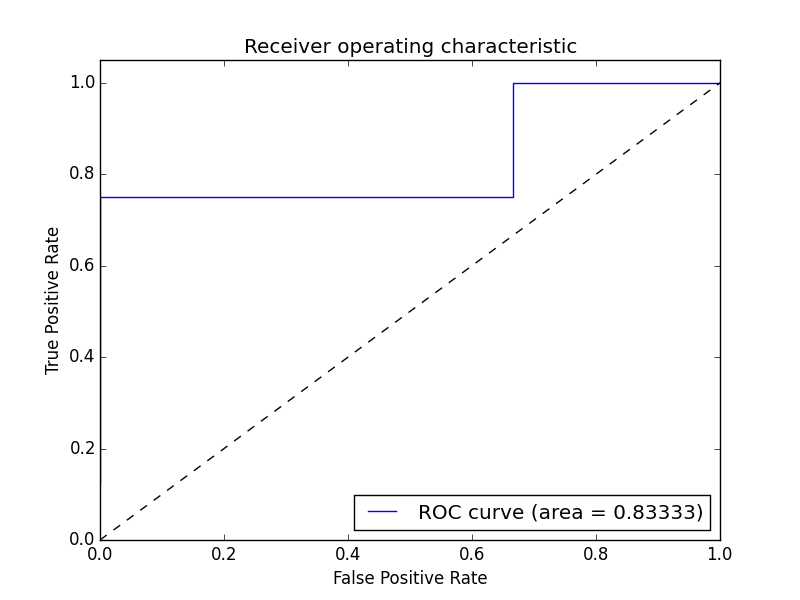 Receiver operating characteristic
1.0
0.8
0.6
0.4
0.2
0.0
True Positive Rate
ROC curve (area = 0.83333)
0.0 0.2 0.4 0.6 0.8 1.0
False Positive Rate